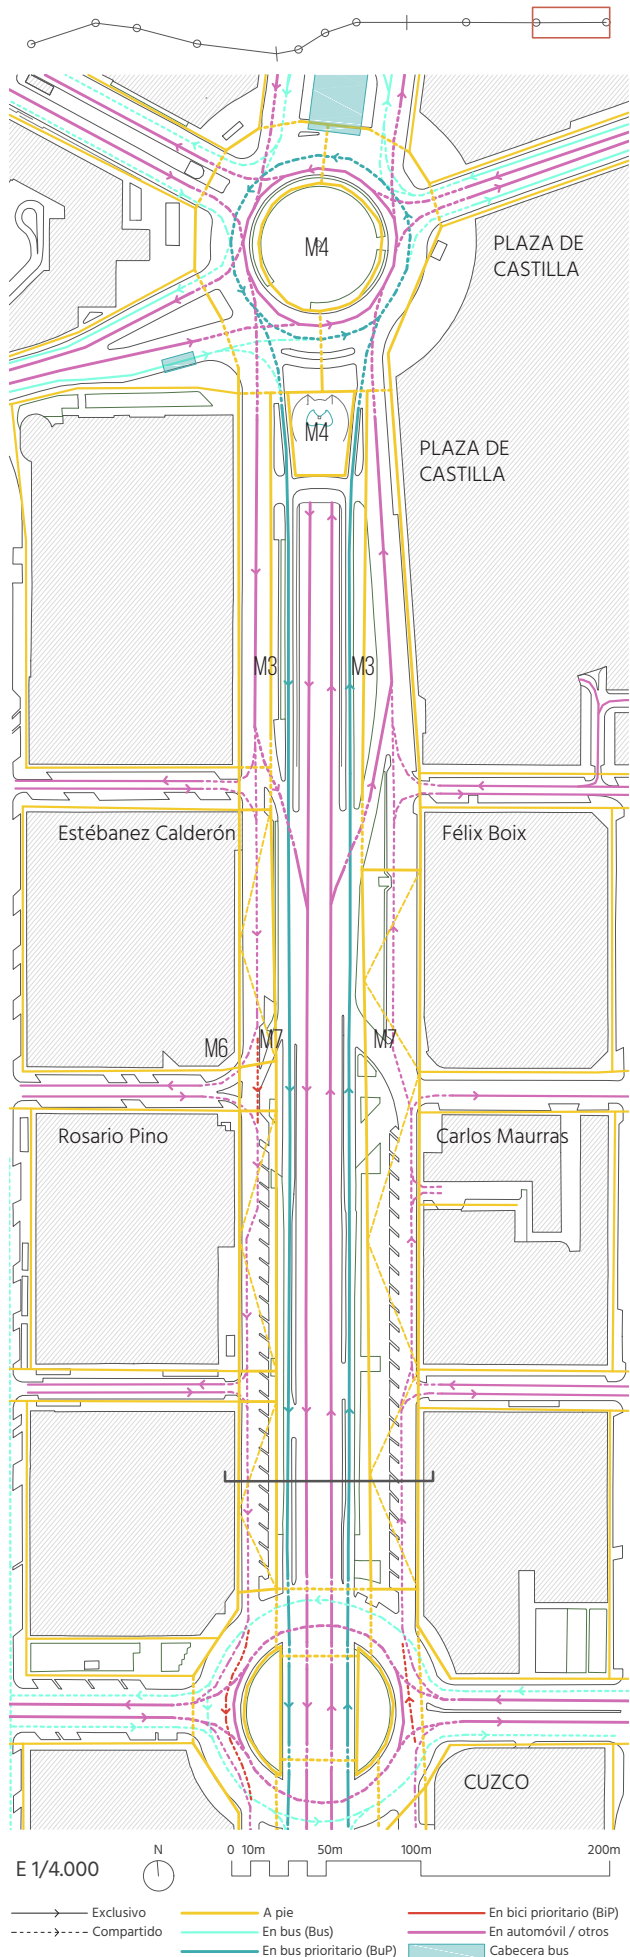 M4
PLAZA DE
CASTILLA
M4
PLAZA DE
CASTILLA
M3
M3
Estébanez Calderón
Félix Boix
M6
M7
M7
Rosario Pino
Carlos Maurras
CUZCO
E 1/4.000
N
0 10m 50m 100m 200m
Exclusivo
Compartido
A pie
En bus (Bus)
En bus prioritario (BuP)
En bici prioritario (BiP)
En automóvil / otros
Cabecera bus